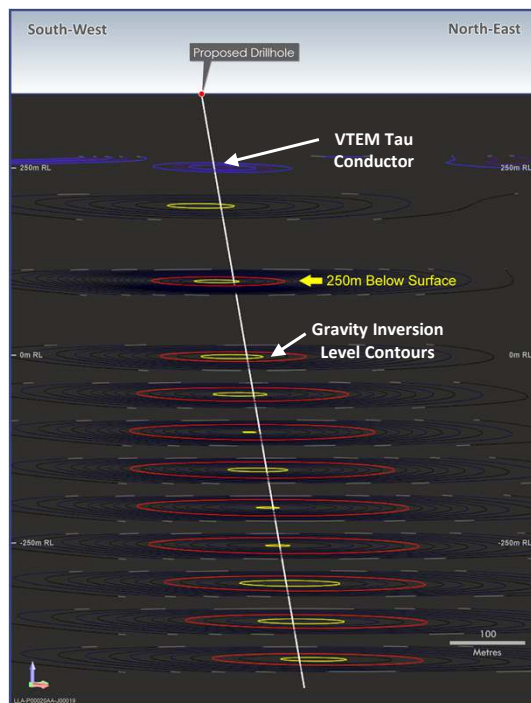 South-West
North-East
Proposed Drillhole
VTEM Tau
Conductor
250m RL
250m RL
250m Below Surface
Gravity Inversion
Level Contours
0m RL
0m RL
-250m RL
-250m RL
100
Metres
LLA-P00020AA-J00019